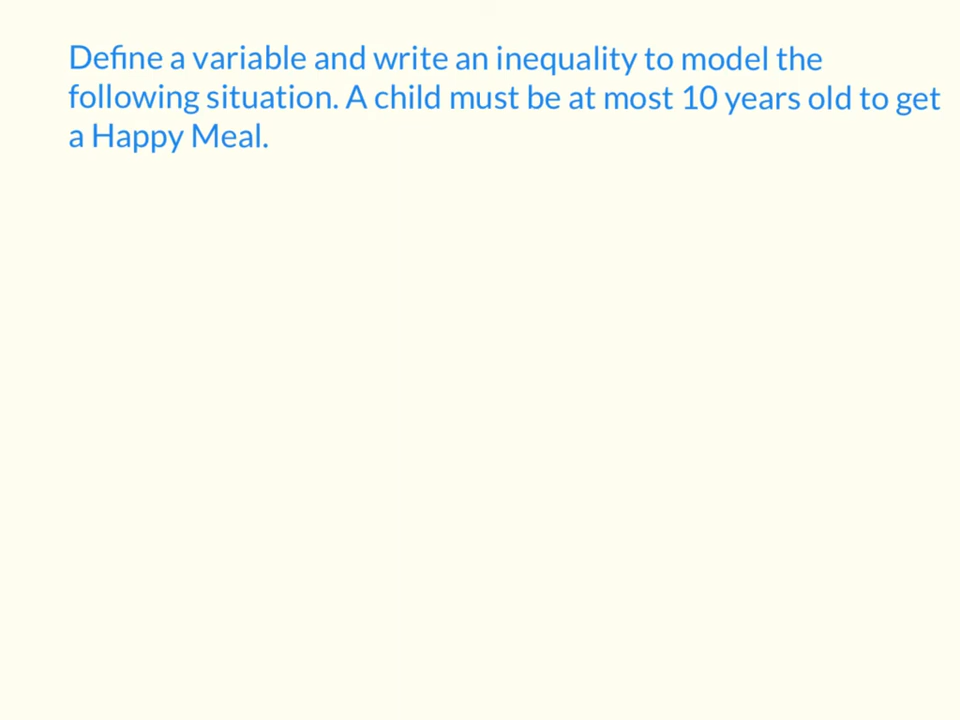 Define a variable and write an inequality to model the
following situation. A child must be at most 10 years old to get
a Happy Meal.